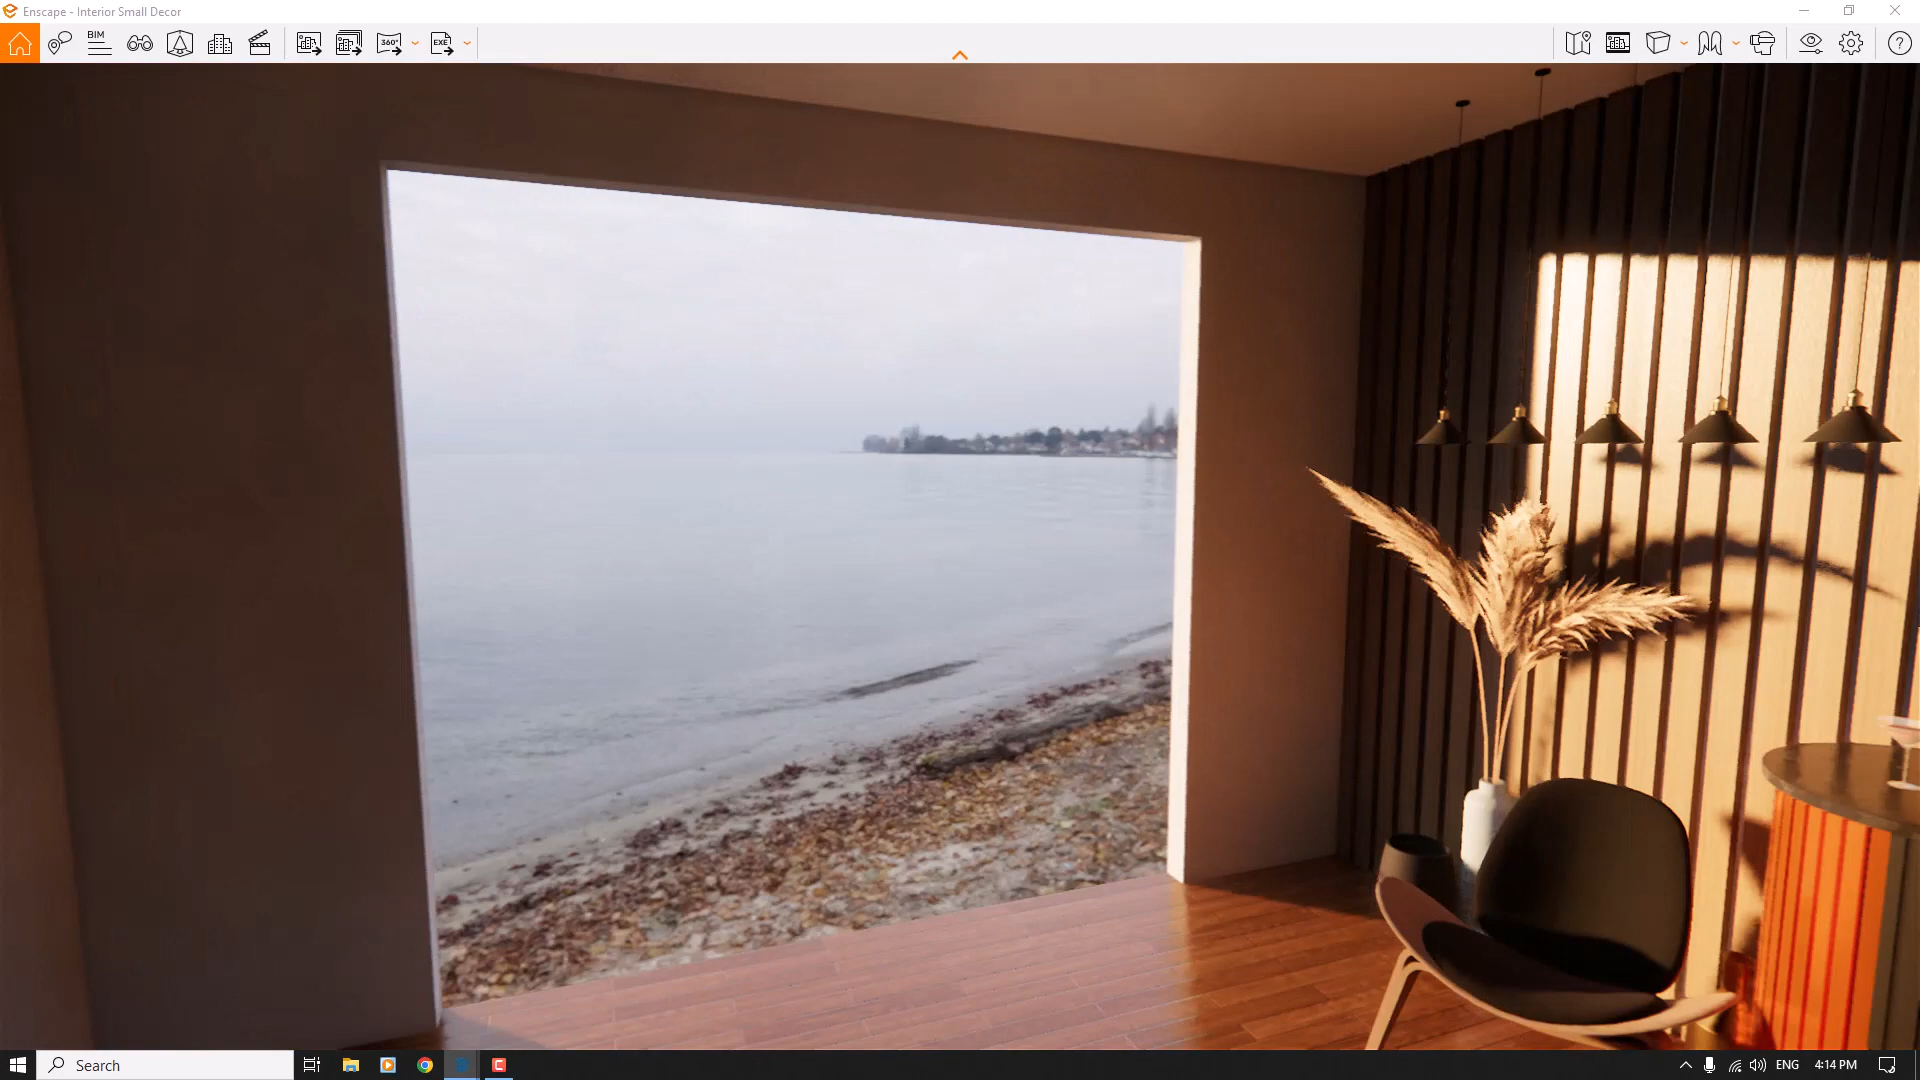 Enscape - Interior Small Decor
BIM
360°
EXE
?
Search
ENG
4:14 PM